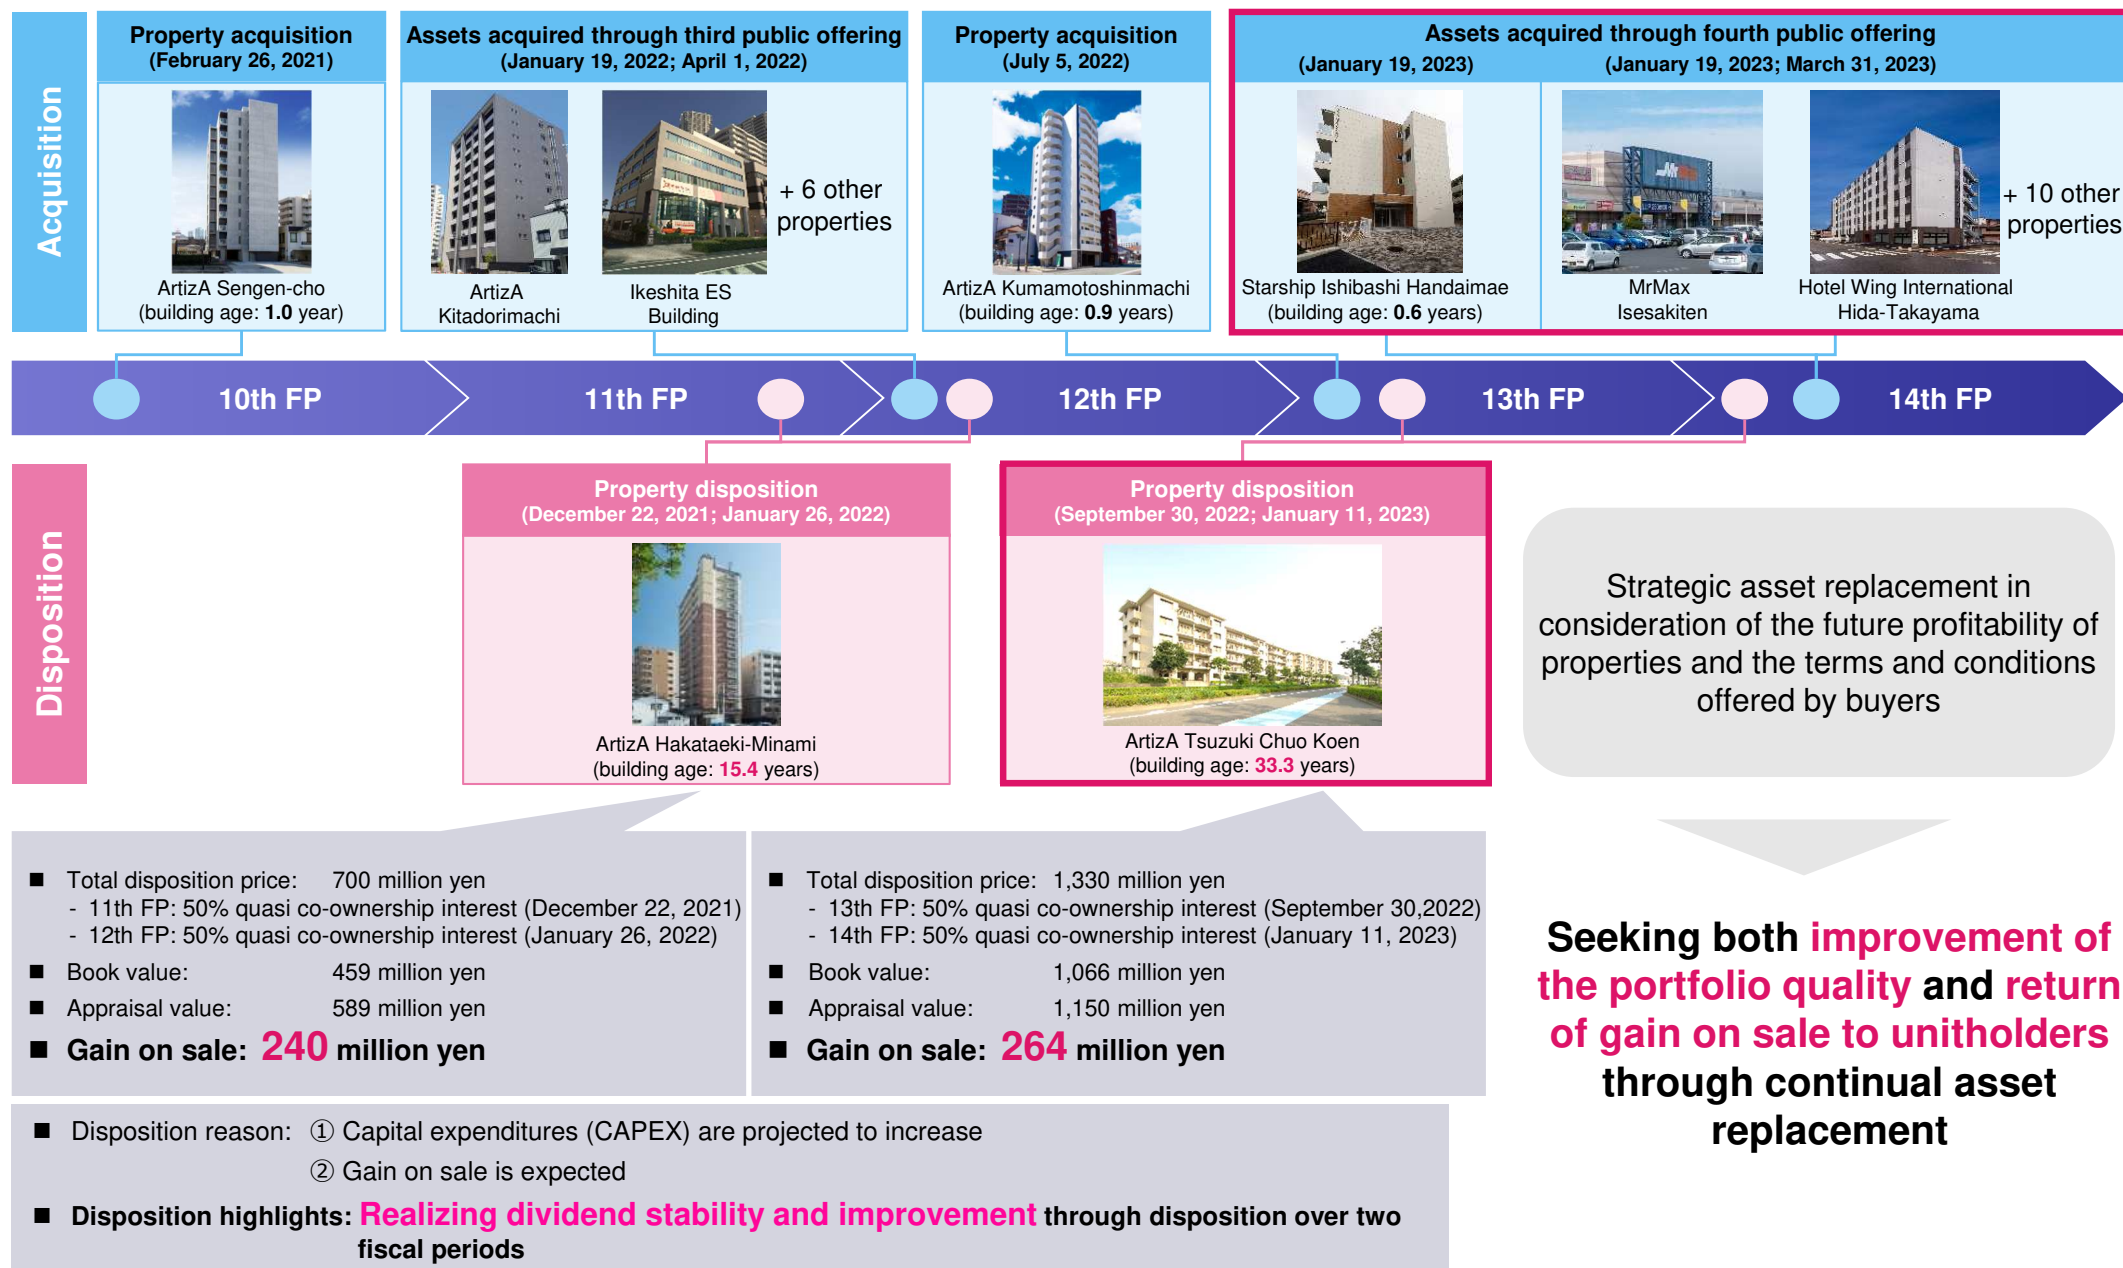 Acquisition
Property acquisition
(February 26, 2021)
ArtizA Sengen-cho
(building age: 1.0 year)
Assets acquired through third public offering
(January 19, 2022; April 1, 2022)
ArtizA
Kitadorimachi
Ikeshita ES
Building
+ 6 other
properties
Property acquisition
(July 5, 2022)
ArtizA Kumamotoshinmachi
(building age: 0.9 years)
Assets acquired through fourth public offering
(January 19, 2023)
(January 19, 2023; March 31, 2023)
Starship Ishibashi Handaimae
(building age: 0.6 years)
MrMax
Isesakiten
Hotel Wing International
Hida-Takayama
+ 10 other
properties
10th FP
11th FP
12th FP
13th FP
14th FP
Disposition
Property disposition
(December 22, 2021; January 26, 2022)
ArtizA Hakataeki-Minami
(building age: 15.4 years)
Property disposition
(September 30, 2022; January 11, 2023)
ArtizA Tsuzuki Chuo Koen
(building age: 33.3 years)
Strategic asset replacement in
consideration of the future profitability of
properties and the terms and conditions
offered by buyers
■ Total disposition price: 700 million yen
- 11th FP: 50% quasi co-ownership interest (December 22, 2021)
- 12th FP: 50% quasi co-ownership interest (January 26, 2022)
■ Book value: 459 million yen
■ Appraisal value: 589 million yen
■ Gain on sale: 240 million yen
■ Total disposition price: 1,330 million yen
- 13th FP: 50% quasi co-ownership interest (September 30,2022)
- 14th FP: 50% quasi co-ownership interest (January 11, 2023)
■ Book value: 1,066 million yen
■ Appraisal value: 1,150 million yen
■ Gain on sale: 264 million yen
■ Disposition reason: ① Capital expenditures (CAPEX) are projected to increase
② Gain on sale is expected
■ Disposition highlights: Realizing dividend stability and improvement through disposition over two
fiscal periods
Seeking both improvement of
the portfolio quality and return
of gain on sale to unitholders
through continual asset
replacement